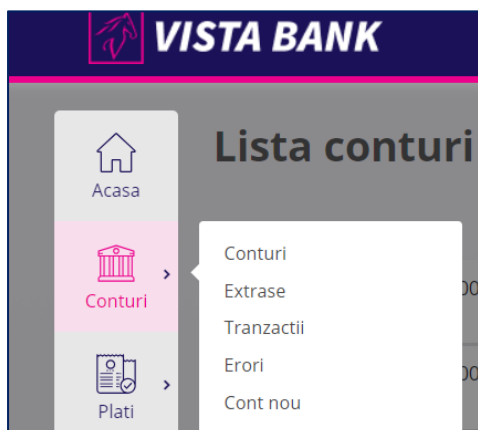 VISTA BANK
Lista conturi
Acasa
Conturi
Conturi
Extrase
Tranzactii
Erori
Cont nou
Plati